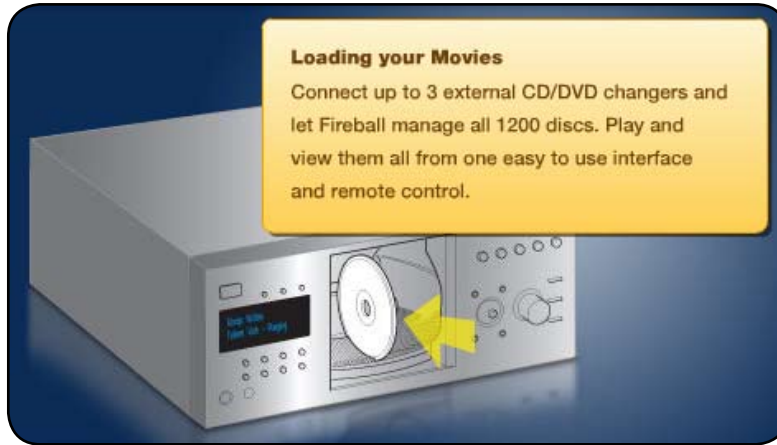 Loading your Movies
Connect up to 3 external CD/DVD changers and
let Fireball manage all 1200 discs. Play and
view them all from one easy to use interface
and remote control.